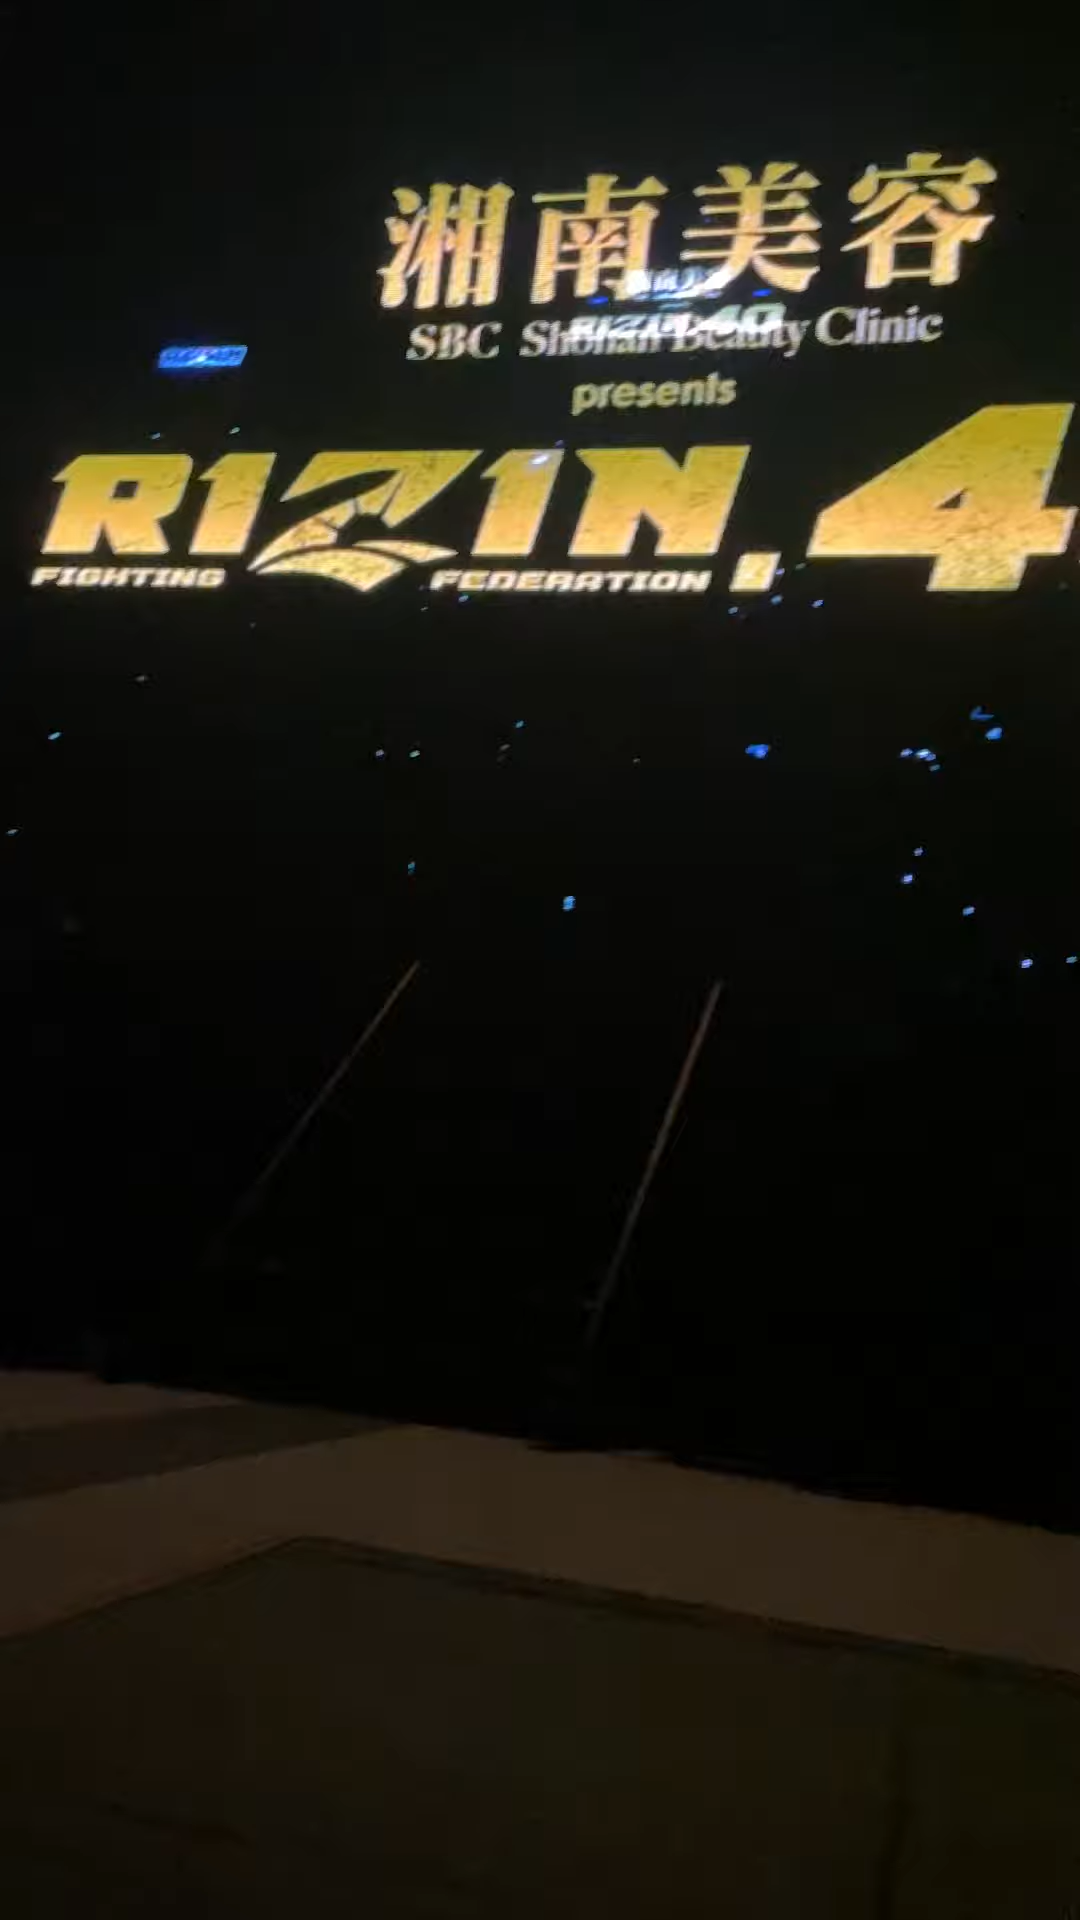 湘南美容
SBC Shonan Beauty Clinic
presents
RIZIN.4
FIGHTING FEDERATION